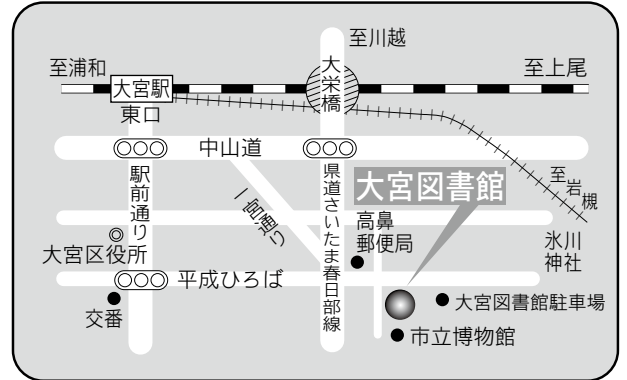 至川越
至浦和
大栄橋
至上尾
大宮駅
東口
中山道
駅前通り
一宮通り
県道さいたま春日部線
大宮図書館
至岩槻
高鼻
郵便局
氷川
神社
大宮区役所
平成ひろば
交番
大宮図書館駐車場
市立博物館